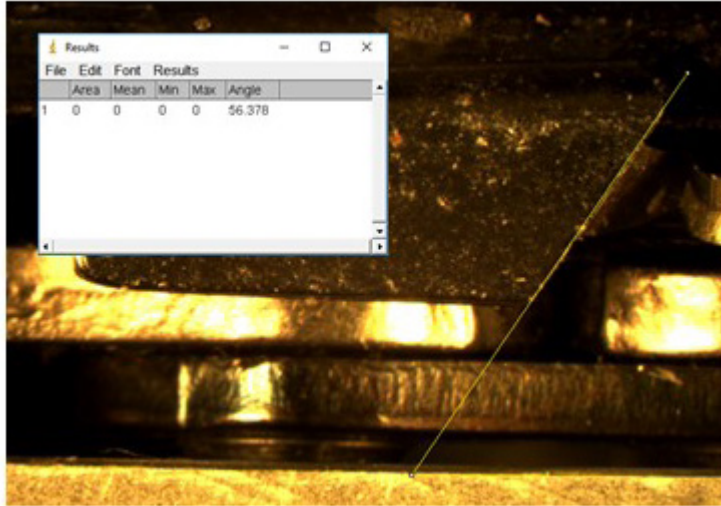 Results
File Edit Font Results
Area Mean Min Max Angle
1 0 0 0 0 56.378